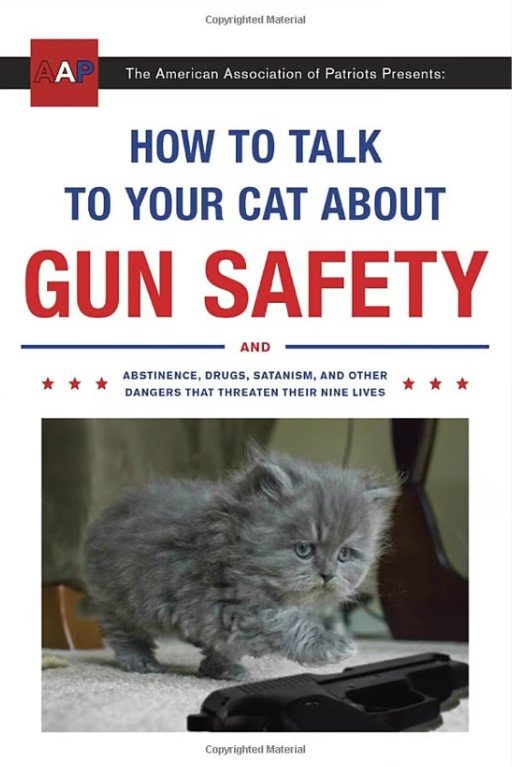 Copyrighted Material
AAP
The American Association of Patriots Presents:
HOW TO TALK
TO YOUR CAT ABOUT
GUN SAFETY
AND
ABSTINENCE, DRUGS, SATANISM, AND OTHER
DANGERS THAT THREATEN THEIR NINE LIVES
Copyrighted Material